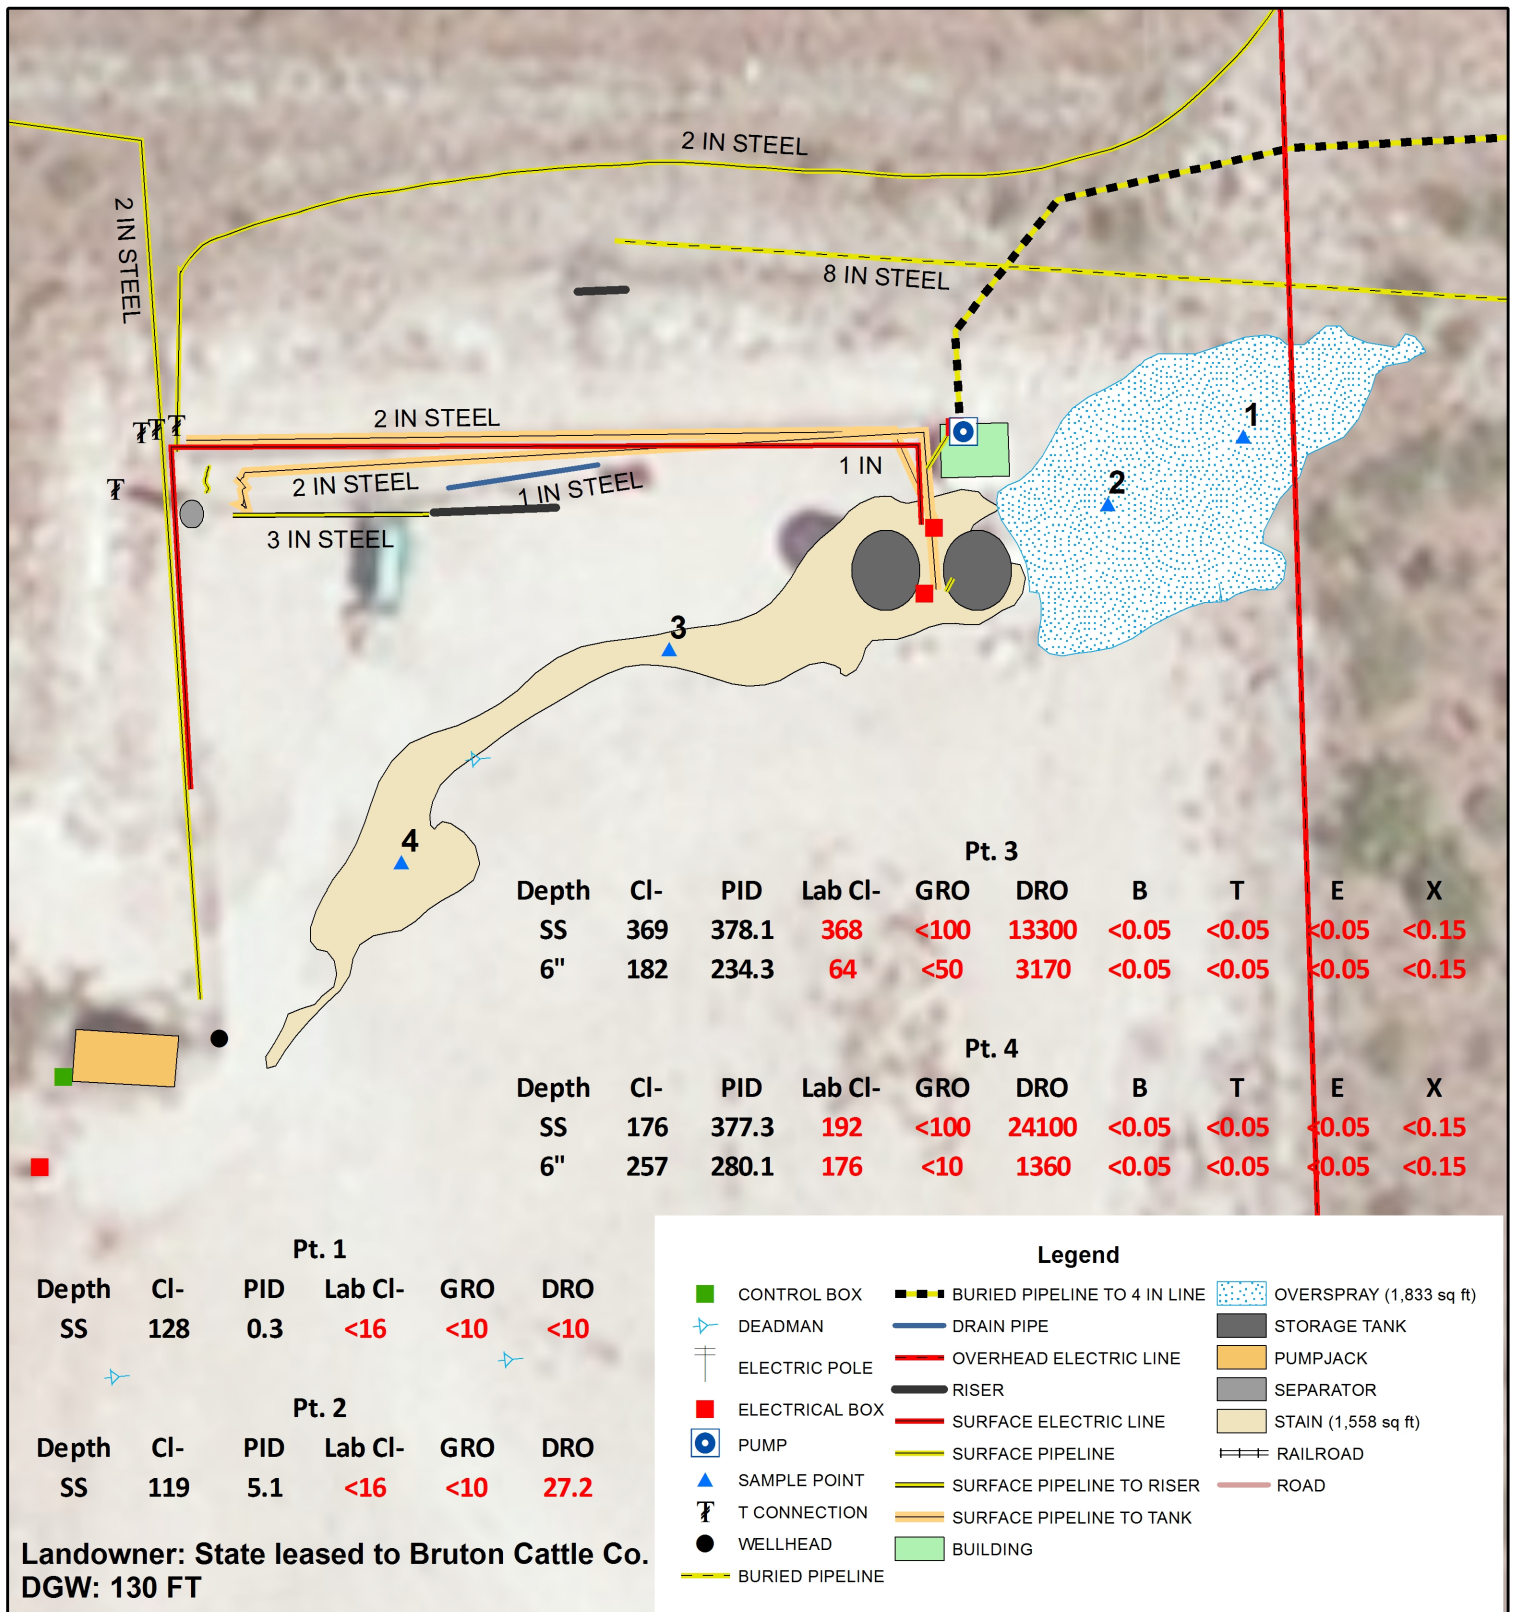 2 IN STEEL
2 IN STEEL
8 IN STEEL
2 IN STEEL
1 IN
2 IN STEEL
1 IN STEEL
3 IN STEEL
1
2
3
4
Pt. 3
Depth Cl- PID Lab Cl- GRO DRO B T E X
SS 369 378.1 368 <100 13300 <0.05 <0.05 <0.05 <0.15
6" 182 234.3 64 <50 3170 <0.05 <0.05 <0.05 <0.15
Pt. 4
Depth Cl- PID Lab Cl- GRO DRO B T E X
SS 176 377.3 192 <100 24100 <0.05 <0.05 <0.05 <0.15
6" 257 280.1 176 <10 1360 <0.05 <0.05 <0.05 <0.15
Pt. 1
Depth Cl- PID Lab Cl- GRO DRO
SS 128 0.3 <16 <10 <10
Pt. 2
Depth Cl- PID Lab Cl- GRO DRO
SS 119 5.1 <16 <10 27.2
Landowner: State leased to Bruton Cattle Co.
DGW: 130 FT
Legend
CONTROL BOX
DEADMAN
ELECTRIC POLE
ELECTRICAL BOX
PUMP
SAMPLE POINT
T CONNECTION
WELLHEAD
BURIED PIPELINE
BURIED PIPELINE TO 4 IN LINE
DRAIN PIPE
OVERHEAD ELECTRIC LINE
RISER
SURFACE ELECTRIC LINE
SURFACE PIPELINE
SURFACE PIPELINE TO RISER
SURFACE PIPELINE TO TANK
BUILDING
OVERSPRAY (1,833 sq ft)
STORAGE TANK
PUMPJACK
SEPARATOR
STAIN (1,558 sq ft)
RAILROAD
ROAD